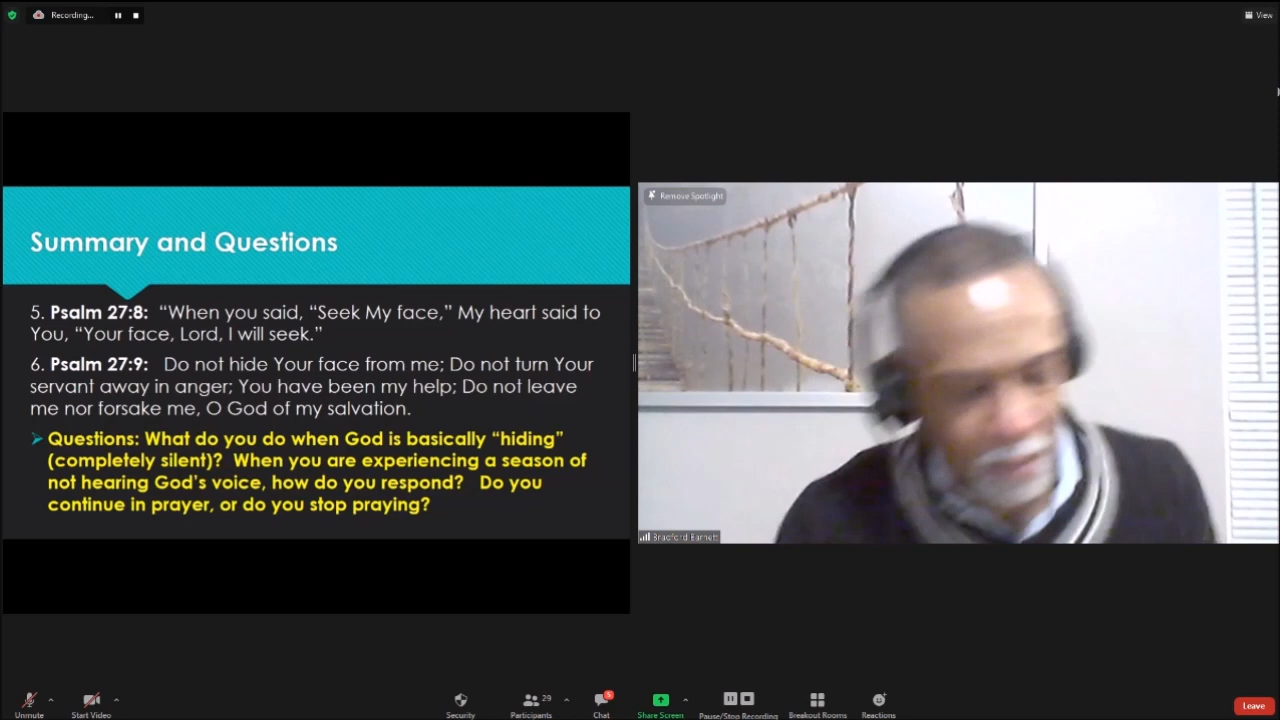 Recording...
View
Summary and Questions
5. Psalm 27:8: “When you said, “Seek My face,” My heart said to
You, “Your face, Lord, I will seek.”
6. Psalm 27:9: Do not hide Your face from me; Do not turn Your
servant away in anger; You have been my help; Do not leave
me nor forsake me, O God of my salvation.
Questions: What do you do when God is basically “hiding”
(completely silent)? When you are experiencing a season of
not hearing God’s voice, how do you respond? Do you
continue in prayer, or do you stop praying?
Remove Spotlight
Bradford Barnett
Unmute
Start Video
Security
Participants
29
Chat
5
Share Screen
Pause/Stop Recording
Breakout Rooms
Reactions
Leave